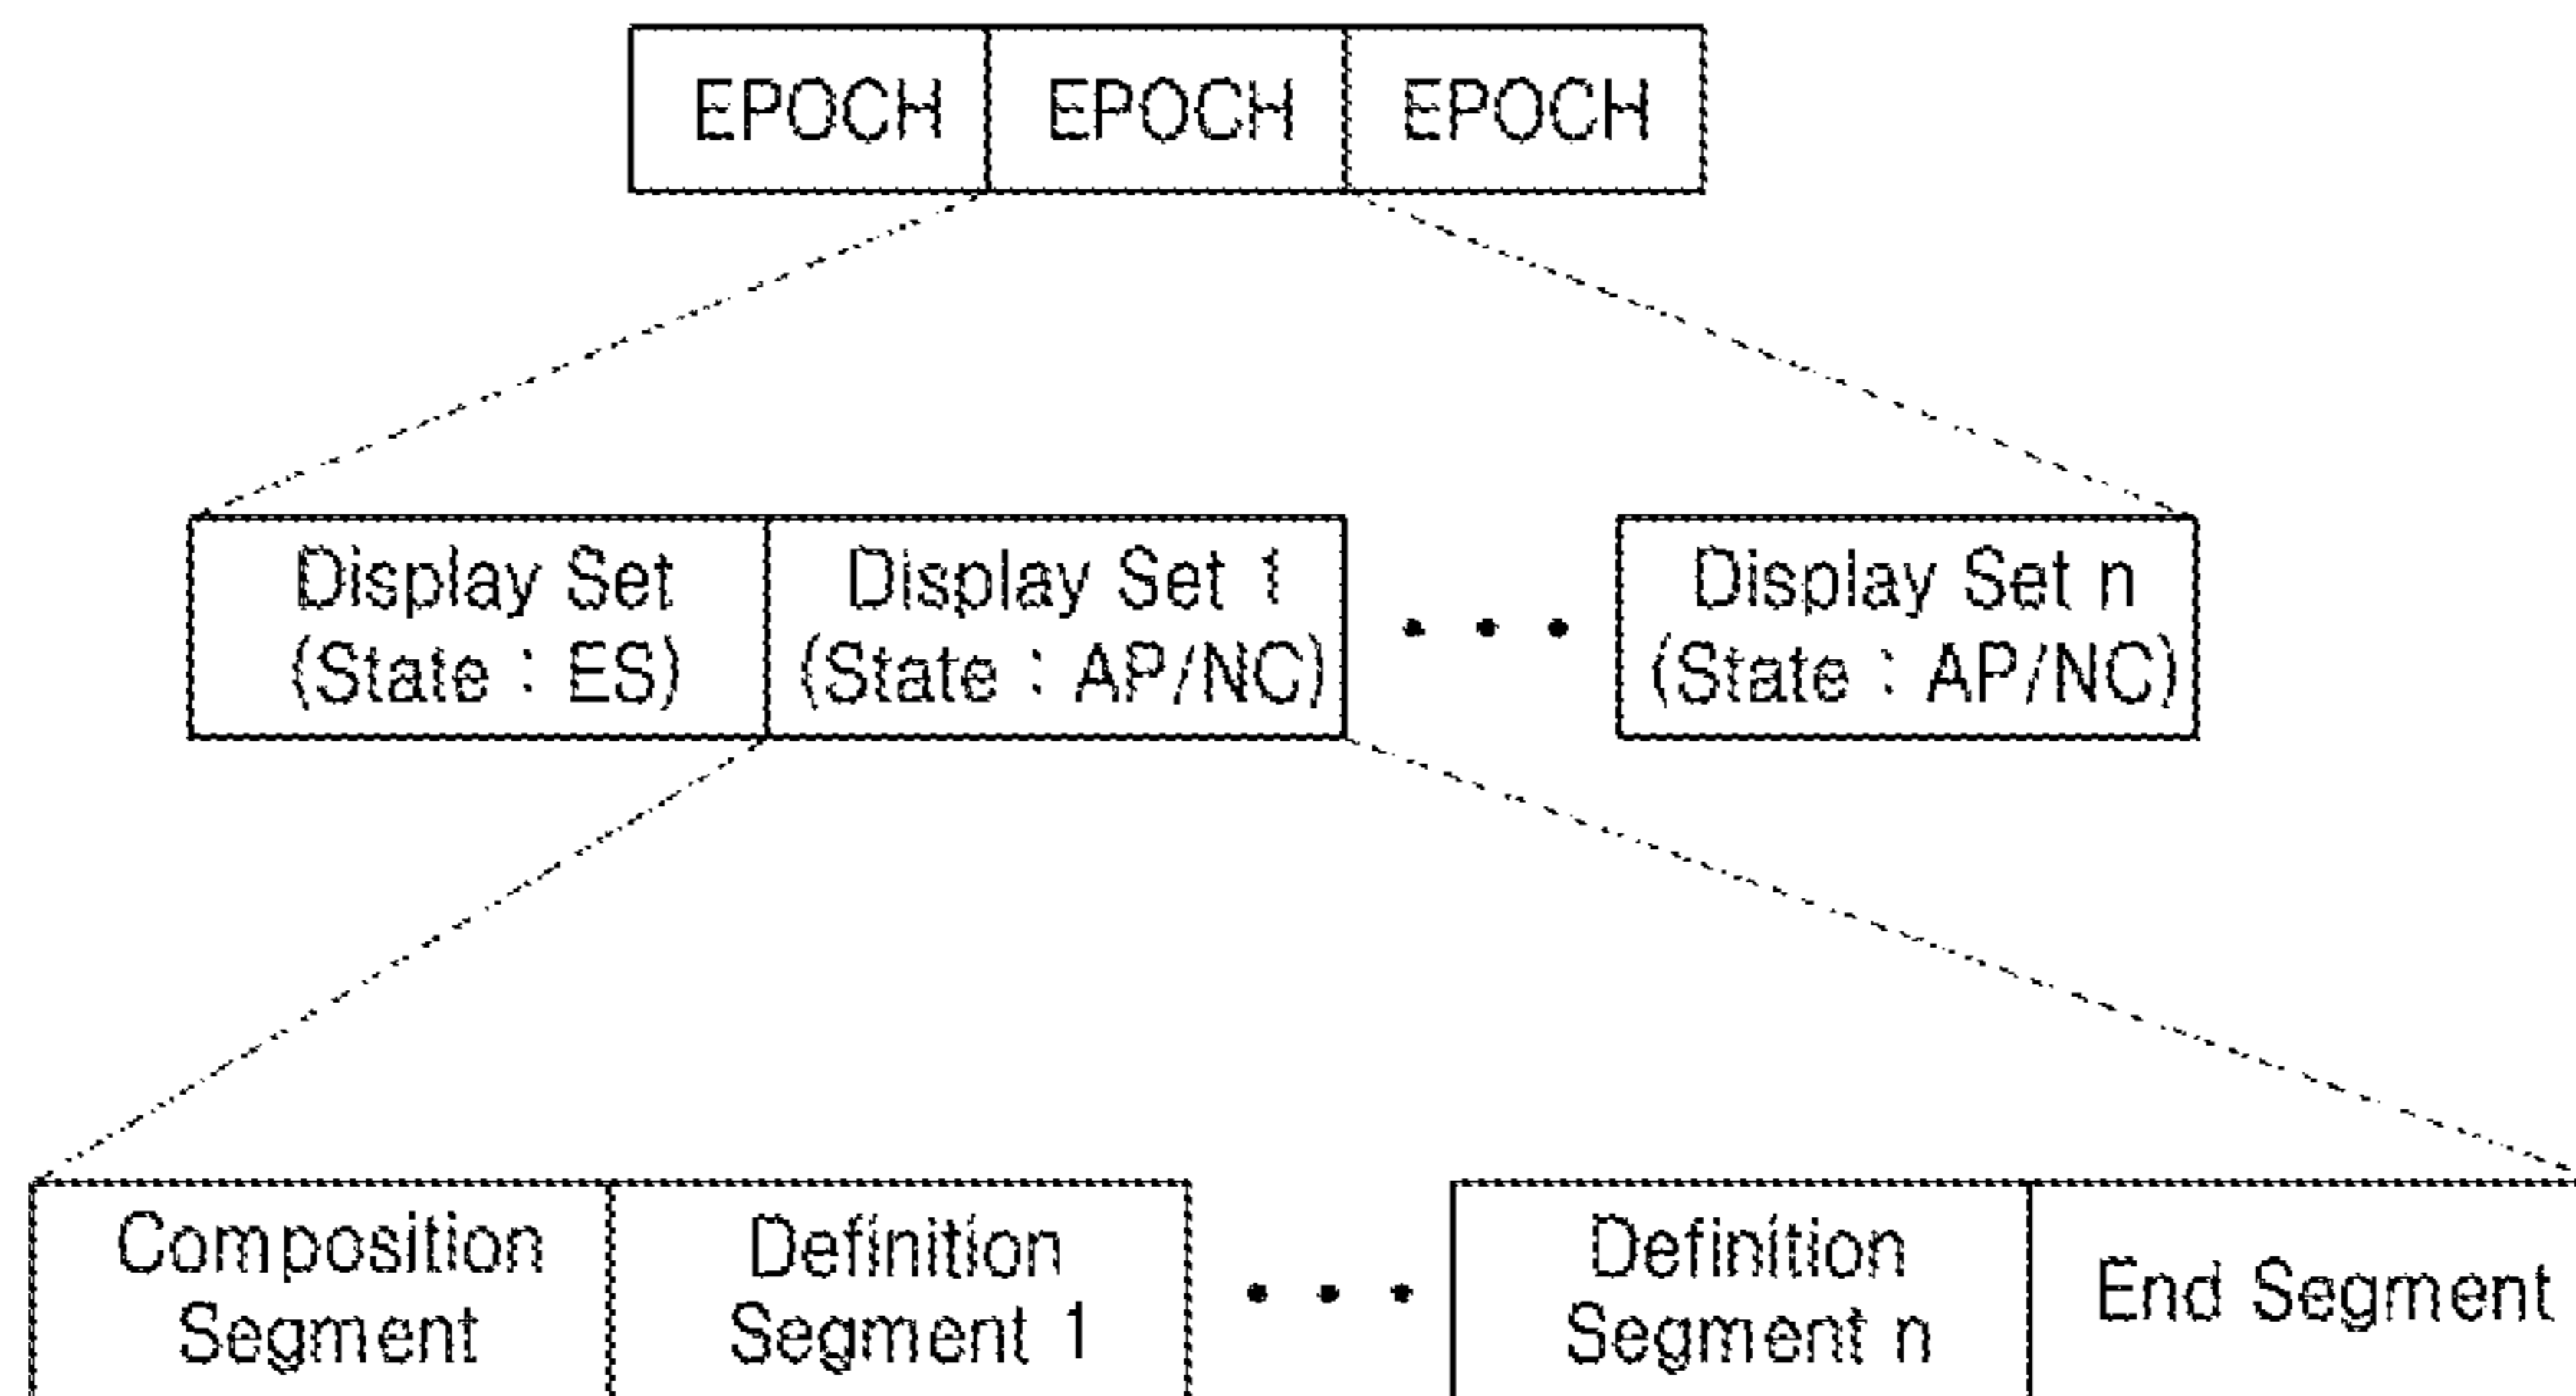 EPOCH EPOCH EPOCH
Display Set
(State : ES)
Display Set 1
(State : AP/NC)
• • •
Display Set n
(State : AP/NC)
Composition
Segment
Definition
Segment 1
• • •
Definition
Segment n
End Segment